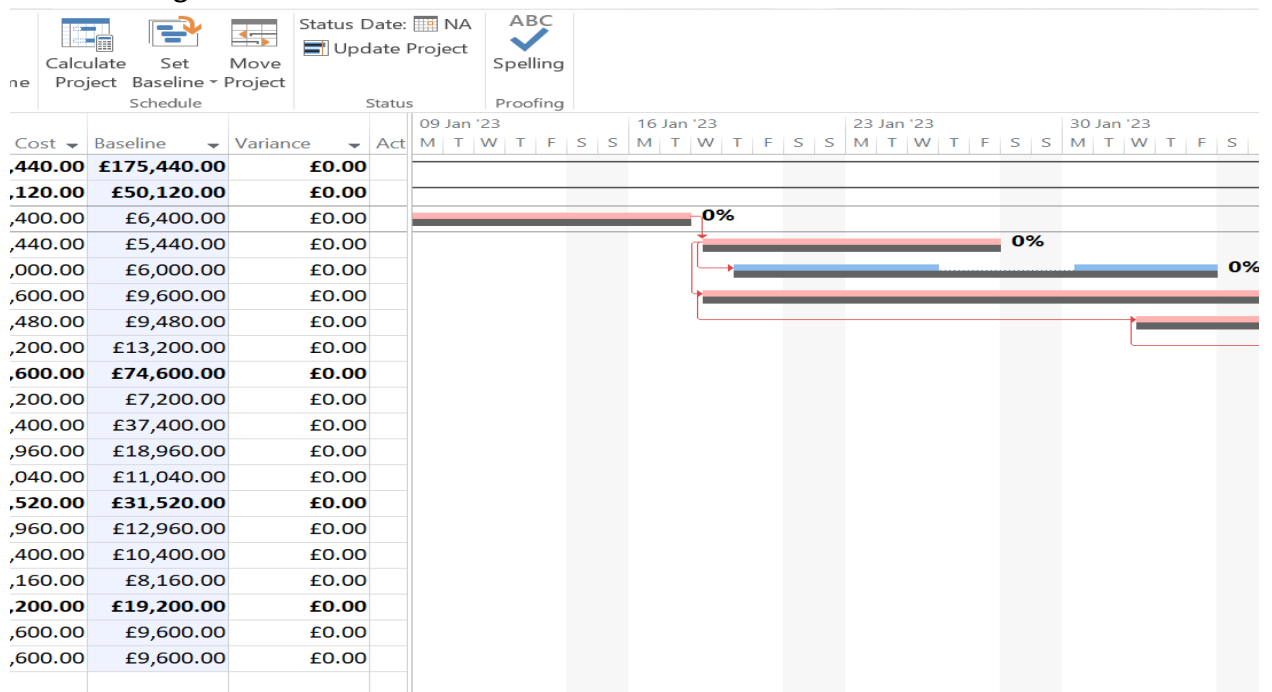 Status Date: NA ABC
Update Project
Calculate Set Move Spelling
ne Project Baseline Project
Schedule Status Proofing
09 Jan '23 16 Jan '23 23 Jan '23 30 Jan '23
Cost Baseline Variance Act M T W T F S S M T W T F S S M T W T F S S M T W T F S
,440.00 £175,440.00 £0.00
,120.00 £50,120.00 £0.00
,400.00 £6,400.00 £0.00 0%
,440.00 £5,440.00 £0.00 0%
,000.00 £6,000.00 £0.00 0%
,600.00 £9,600.00 £0.00
,480.00 £9,480.00 £0.00
,200.00 £13,200.00 £0.00
,600.00 £74,600.00 £0.00
,200.00 £7,200.00 £0.00
,400.00 £37,400.00 £0.00
,960.00 £18,960.00 £0.00
,040.00 £11,040.00 £0.00
,520.00 £31,520.00 £0.00
,960.00 £12,960.00 £0.00
,400.00 £10,400.00 £0.00
,160.00 £8,160.00 £0.00
,200.00 £19,200.00 £0.00
,600.00 £9,600.00 £0.00
,600.00 £9,600.00 £0.00